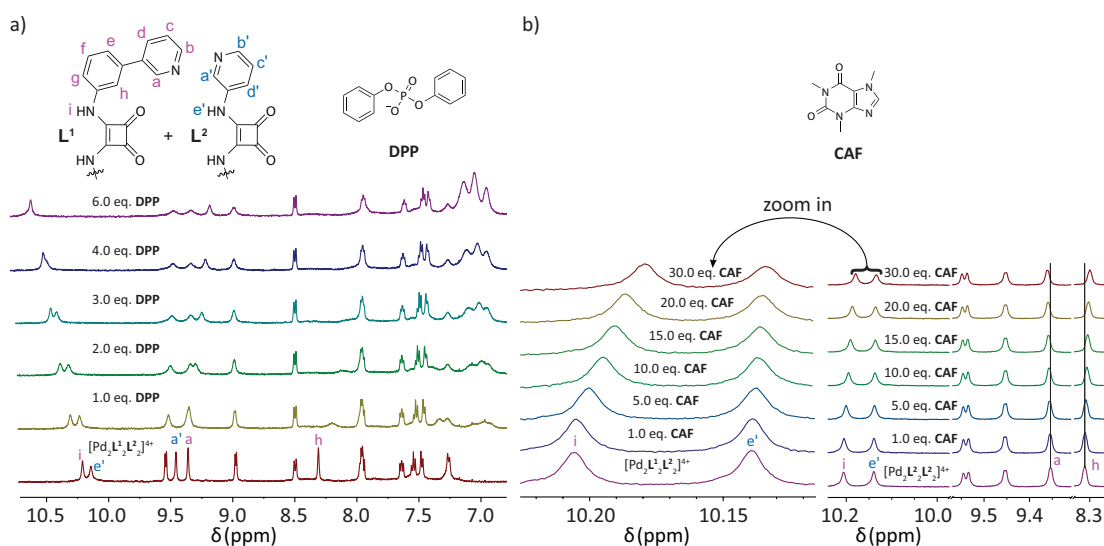 a)
d
c
f
e
b
N
g
a
h
i
HN
O
L¹
HN
O
+
N
b'
a'
c'
d'
e'
HN
O
L²
HN
O
O
O
P
⁻O
O
DPP
6.0 eq. DPP
4.0 eq. DPP
3.0 eq. DPP
2.0 eq. DPP
1.0 eq. DPP
[Pd₂L¹₂L²₂]⁴⁺
i
e'
a'
a
h
10.5 10.0 9.5 9.0 8.5 8.0 7.5 7.0
δ (ppm)
b)
O
N
N
O
N
N
CAF
zoom in
30.0 eq. CAF
20.0 eq. CAF
15.0 eq. CAF
10.0 eq. CAF
5.0 eq. CAF
1.0 eq. CAF
[Pd₂L¹₂L²₂]⁴⁺
i
e'
10.20 10.15
δ (ppm)
30.0 eq. CAF
20.0 eq. CAF
15.0 eq. CAF
10.0 eq. CAF
5.0 eq. CAF
1.0 eq. CAF
[Pd₂L²₂L²₂]⁴⁺
i
e'
a
h
10.2 10.0 9.4 8.3
δ (ppm)